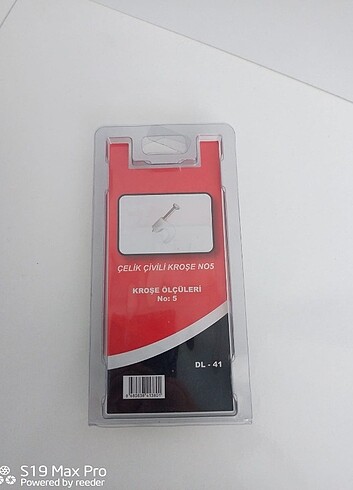 ÇELİK ÇİVİLİ KROŞE NO5
KROŞE ÖLÇÜLERİ
No: 5
DL - 41
S19 Max Pro
Powered by reeder